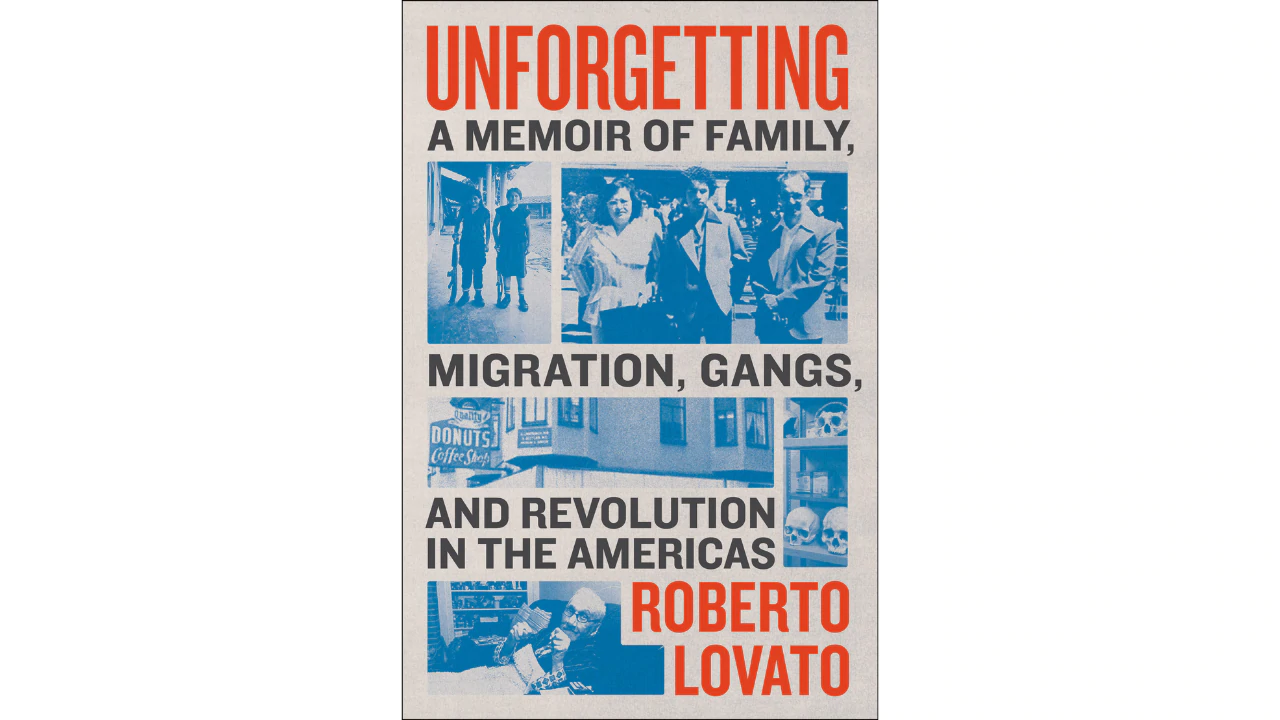 UNFORGETTING
A MEMOIR OF FAMILY,
MIGRATION, GANGS,
Quality
DONUTS
Coffee Shop
AND REVOLUTION
IN THE AMERICAS
ROBERTO
LOVATO